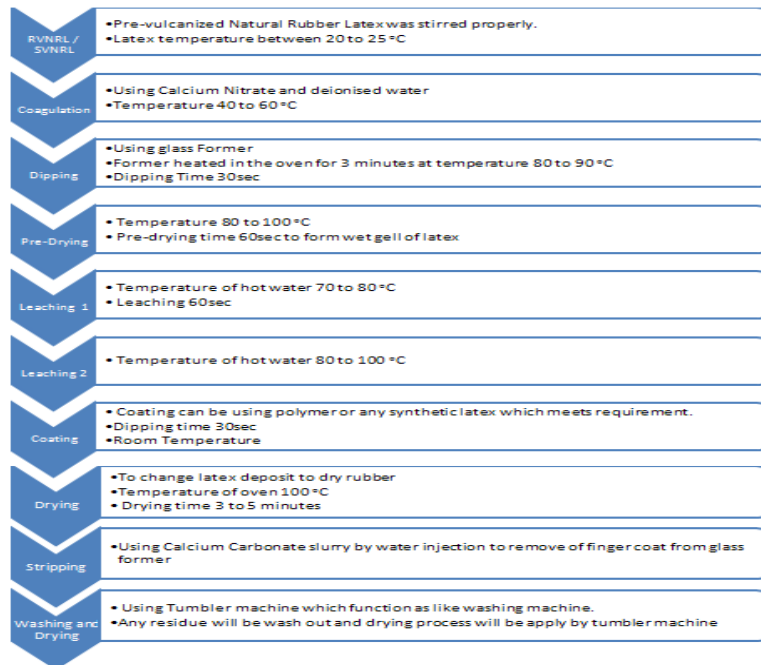 RVNRL /
SVNRL
•Pre-vulcanized Natural Rubber Latex was stirred properly.
•Latex temperature between 20 to 25 °C
Coagulation
•Using Calcium Nitrate and deionised water
•Temperature 40 to 60 °C
Dipping
•Using glass Former
•Former heated in the oven for 3 minutes at temperature 80 to 90 °C
•Dipping Time 30sec
Pre-Drying
• Temperature 80 to 100 °C
• Pre-drying time 60sec to form wet gell of latex
Leaching 1
• Temperature of hot water 70 to 80 °C
• Leaching 60sec
Leaching 2
• Temperature of hot water 80 to 100 °C
Coating
• Coating can be using polymer or any synthetic latex which meets requirement.
•Dipping time 30sec
•Room Temperature
Drying
•To change latex deposit to dry rubber
•Temperature of oven 100 °C
• Drying time 3 to 5 minutes
Stripping
•Using Calcium Carbonate slurry by water injection to remove of finger coat from glass
former
Washing and
Drying
• Using Tumbler machine which function as like washing machine.
•Any residue will be wash out and drying process will be apply by tumbler machine